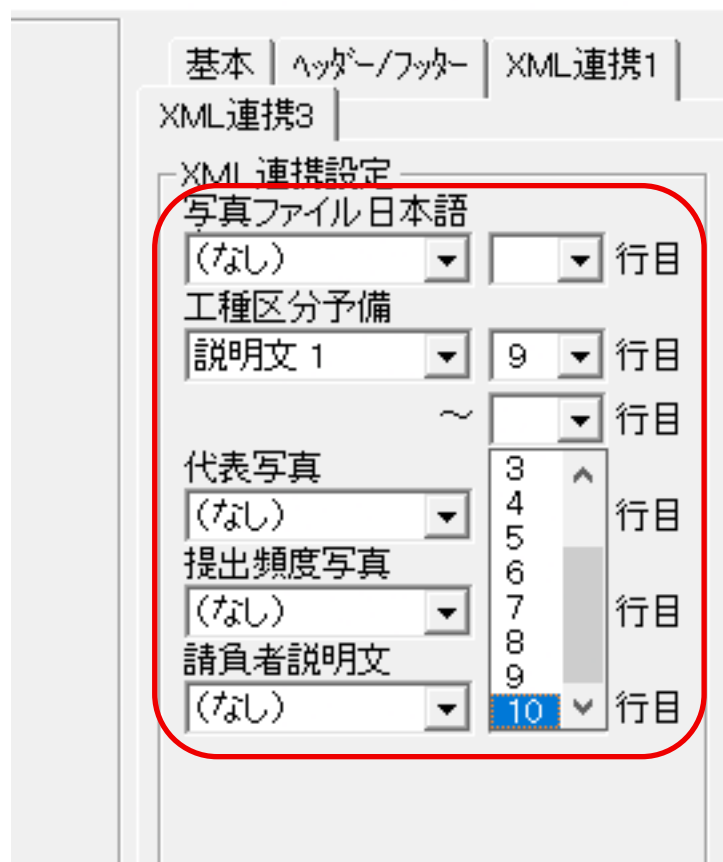 基本 ヘッダー/フッター XML連携1
XML連携3
XML連携設定
写真ファイル日本語
(なし) 行目
工種区分予備
説明文 1 9 行目
～ 行目
代表写真 3
4
(なし) 行目
5
提出頻度写真 6
(なし) 7 行目
8
請負者説明文 9
(なし) 10 行目